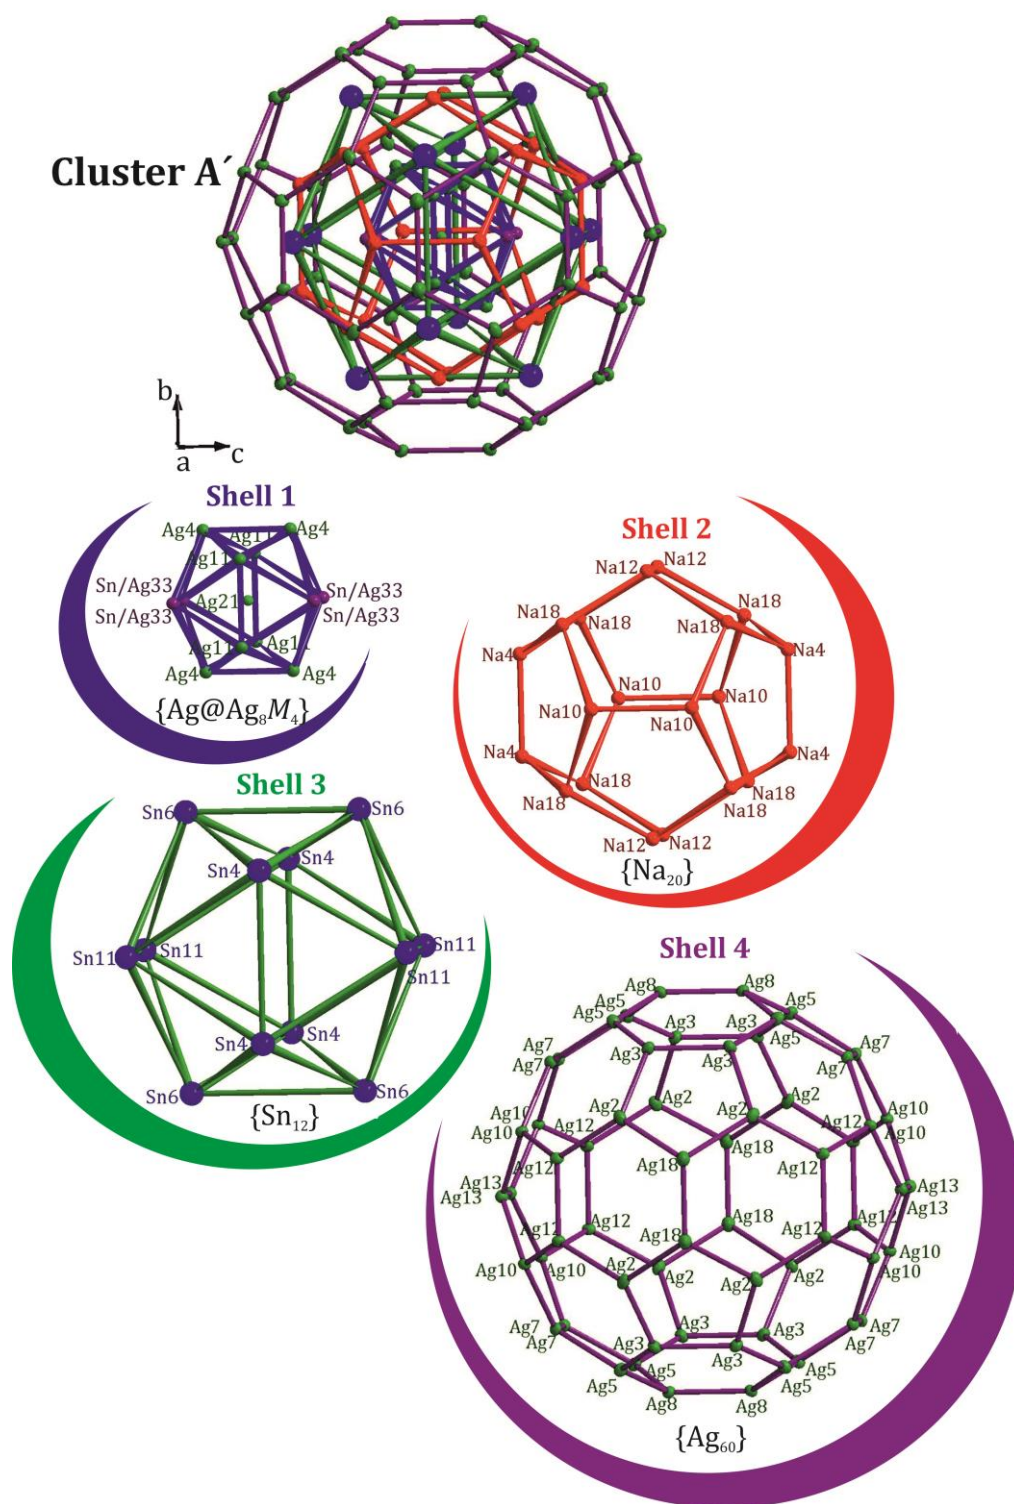 Cluster A´
b
a
c
Shell 1
Ag4
Ag4
Ag11
Ag11
Sn/Ag33
Sn/Ag33
Ag21
Sn/Ag33
Sn/Ag33
Ag11
Ag11
Ag4
Ag4
{Ag@Ag₈M₄}
Shell 2
Na12
Na12
Na18
Na18
Na18
Na18
Na4
Na4
Na10
Na10
Na10
Na10
Na4
Na4
Na18
Na18
Na18
Na18
Na12
Na12
{Na₂₀}
Shell 3
Sn6
Sn6
Sn4
Sn4
Sn11
Sn11
Sn11
Sn11
Sn4
Sn4
Sn6
Sn6
{Sn₁₂}
Shell 4
Ag8
Ag8
Ag5
Ag5
Ag5
Ag5
Ag3
Ag3
Ag3
Ag3
Ag7
Ag7
Ag7
Ag7
Ag2
Ag2
Ag2
Ag2
Ag10
Ag10
Ag12
Ag12
Ag10
Ag10
Ag12
Ag18
Ag18
Ag12
Ag13
Ag13
Ag13
Ag13
Ag12
Ag12
Ag18
Ag18
Ag12
Ag12
Ag10
Ag10
Ag2
Ag2
Ag2
Ag2
Ag10
Ag10
Ag7
Ag7
Ag3
Ag3
Ag3
Ag3
Ag7
Ag7
Ag5
Ag5
Ag5
Ag5
Ag8
Ag8
{Ag₆₀}